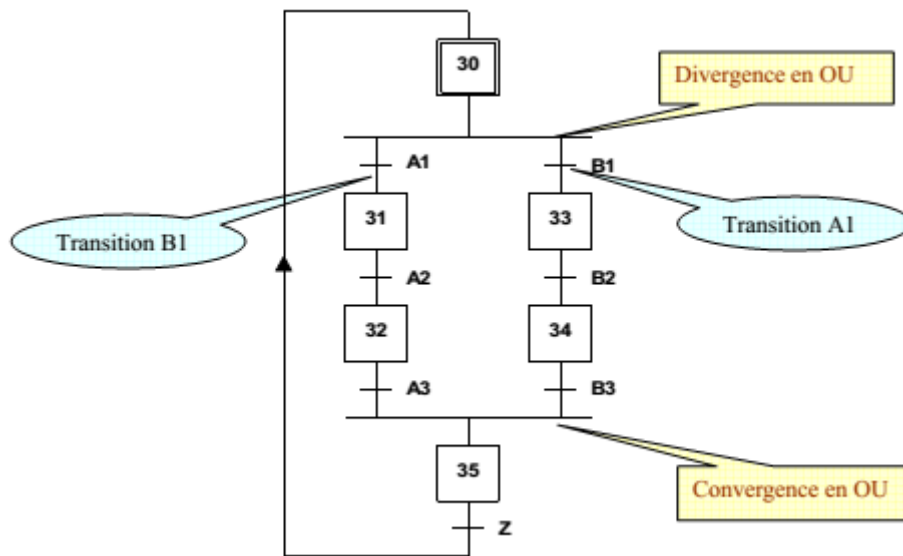 30
Divergence en OU
A1
B1
31
33
Transition B1
Transition A1
A2
B2
32
34
A3
B3
35
Convergence en OU
Z